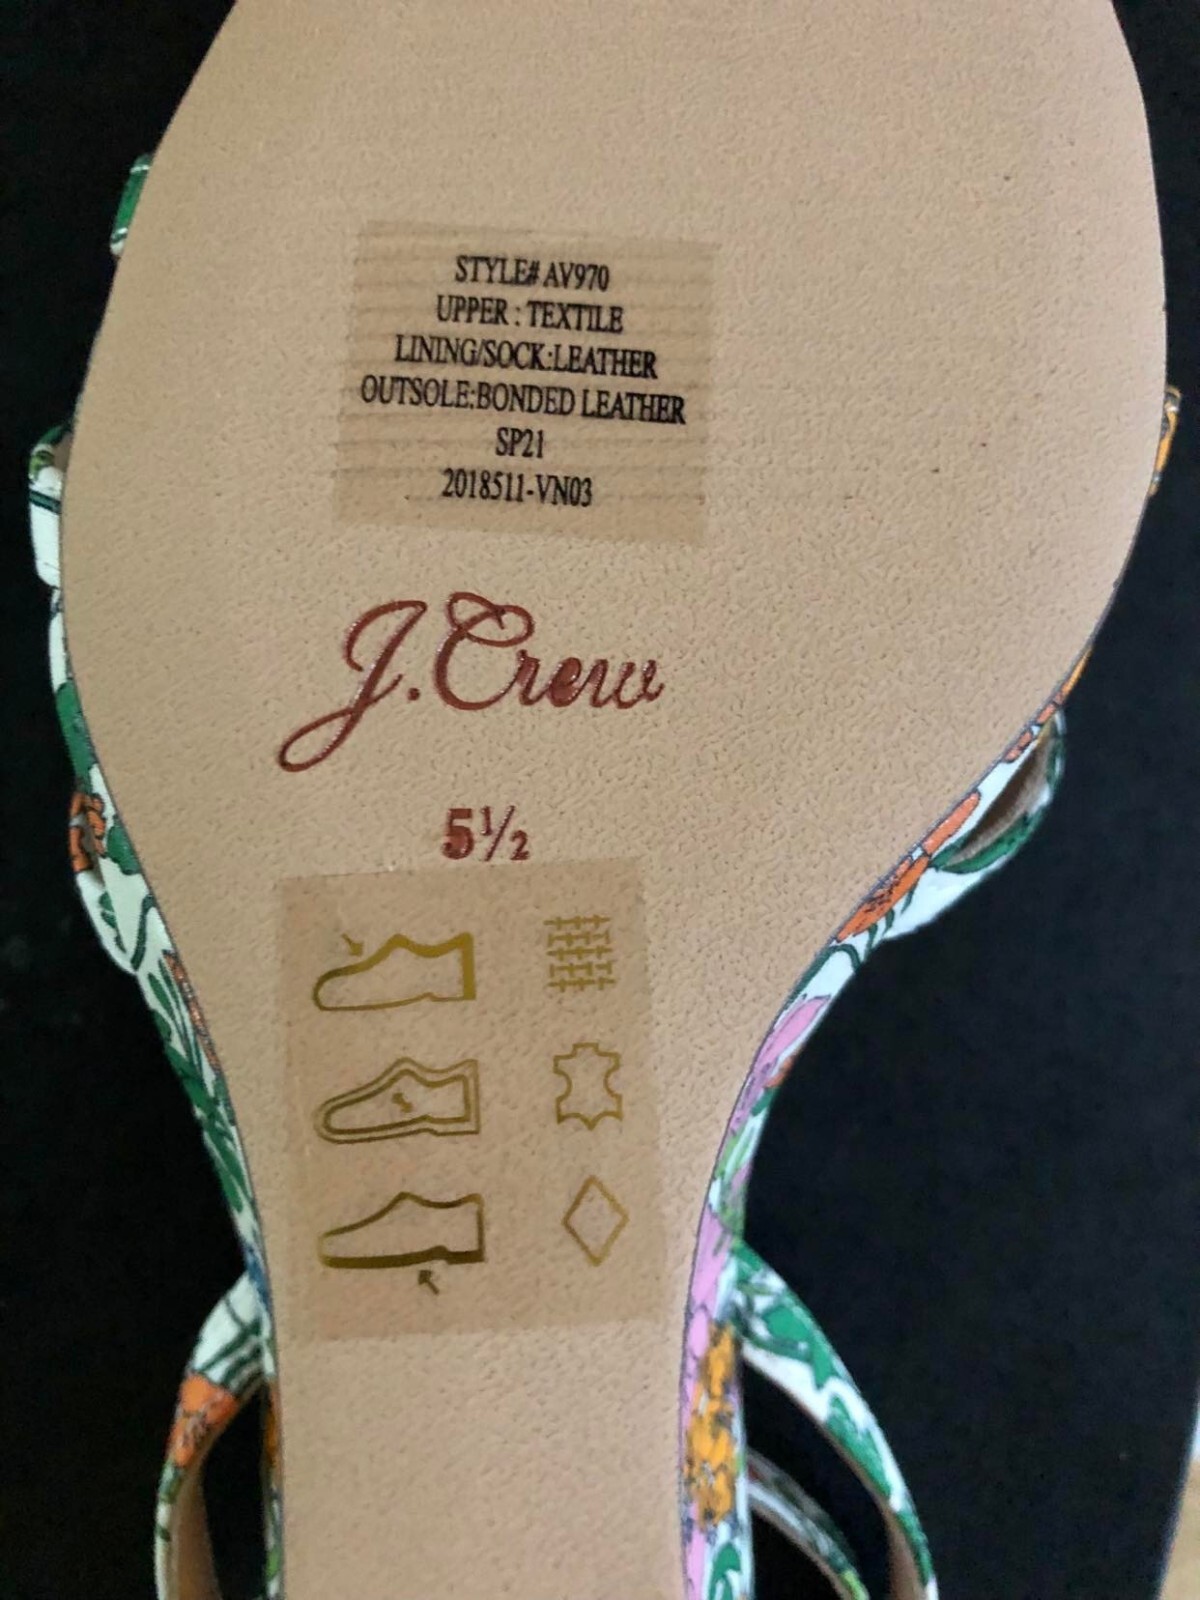 STYLE# AV970
UPPER : TEXTILE
LINING/SOCK:LEATHER
OUTSOLE:BONDED LEATHER
SP21
2018511-VN03
J.Crew
5½